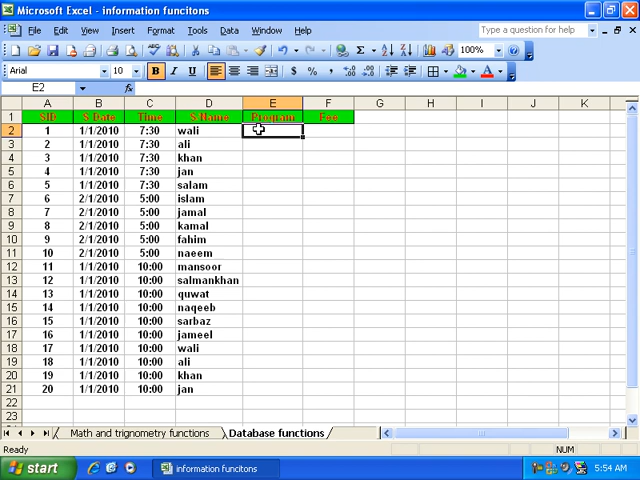 Microsoft Excel - information funcitons
File Edit View Insert Format Tools Data Window Help Type a question for help
Σ 100%
Arial 10 B I U $ % ,
E2 fx
A B C D E F G H I J K
1 SID S Date Time S.Name Program Fee
2 1 1/1/2010 7:30 wali
3 2 1/1/2010 7:30 ali
4 3 1/1/2010 7:30 khan
5 4 1/1/2010 7:30 jan
6 5 1/1/2010 7:30 salam
7 6 2/1/2010 5:00 islam
8 7 2/1/2010 5:00 jamal
9 8 2/1/2010 5:00 kamal
10 9 2/1/2010 5:00 fahim
11 10 2/1/2010 5:00 naeem
12 11 1/1/2010 10:00 mansoor
13 12 1/1/2010 10:00 salmankhan
14 13 1/1/2010 10:00 quwat
15 14 1/1/2010 10:00 naqeeb
16 15 1/1/2010 10:00 sarbaz
17 16 1/1/2010 10:00 jameel
18 17 1/1/2010 10:00 wali
19 18 1/1/2010 10:00 ali
20 19 1/1/2010 10:00 khan
21 20 1/1/2010 10:00 jan
22
23
Math and trignometry functions Database functions
Ready NUM
start information funcitons 5:54 AM